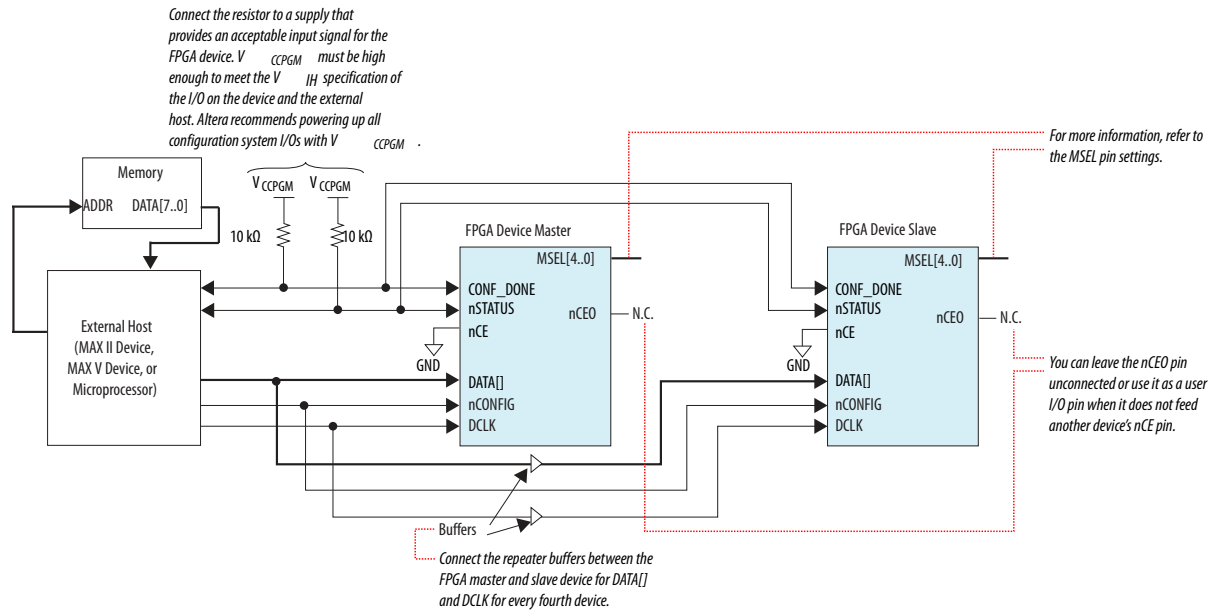 Connect the resistor to a supply that
provides an acceptable input signal for the
FPGA device. V CCPGM must be high
enough to meet the V IH specification of
the I/O on the device and the external
host. Altera recommends powering up all
configuration system I/Os with V CCPGM .
For more information, refer to
the MSEL pin settings.
Memory
ADDR DATA[7..0]
V CCPGM V CCPGM
10 kΩ 10 kΩ
FPGA Device Master
MSEL[4..0]
CONF_DONE
nSTATUS
nCE
nCEO N.C.
GND
DATA[]
nCONFIG
DCLK
FPGA Device Slave
MSEL[4..0]
CONF_DONE
nSTATUS
nCE
nCEO N.C.
GND
DATA[]
nCONFIG
DCLK
External Host
(MAX II Device,
MAX V Device, or
Microprocessor)
You can leave the nCEO pin
unconnected or use it as a user
I/O pin when it does not feed
another device's nCE pin.
Buffers
Connect the repeater buffers between the
FPGA master and slave device for DATA[]
and DCLK for every fourth device.